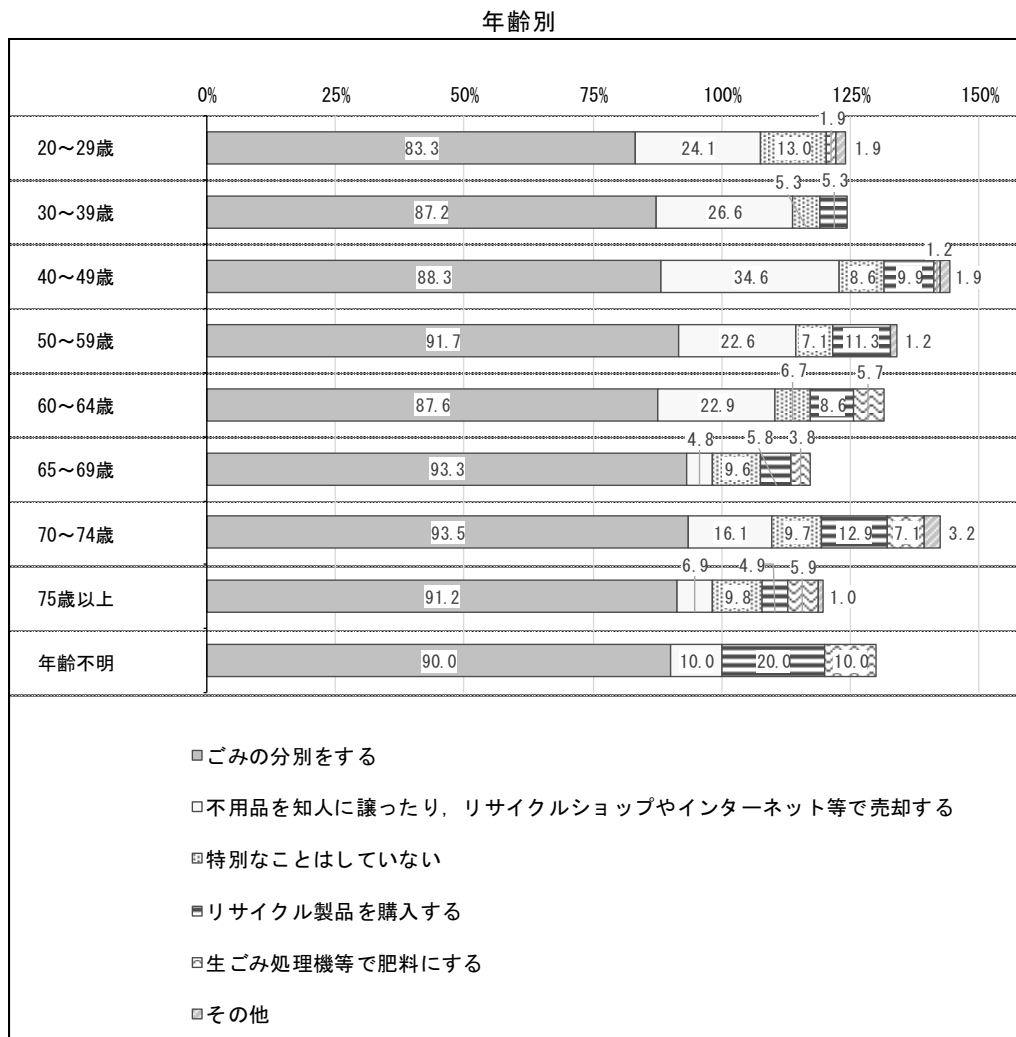 年齢別
0% 25% 50% 75% 100% 125% 150%
1.9
20～29歳 83.3 24.1 13.0 1.9
5.3 5.3
30～39歳 87.2 26.6
1.2
40～49歳 88.3 34.6 8.6 9.9 1.9
50～59歳 91.7 22.6 7.1 11.3 1.2
6.7 5.7
60～64歳 87.6 22.9 8.6
4.8 5.8 3.8
65～69歳 93.3 9.6
70～74歳 93.5 16.1 9.7 12.9 7.1 3.2
6.9 4.9 5.9
75歳以上 91.2 9.8 1.0
年齢不明 90.0 10.0 20.0 10.0
ごみの分別をする
不用品を知人に譲ったり，リサイクルショップやインターネット等で売却する
特別なことはしていない
リサイクル製品を購入する
生ごみ処理機等で肥料にする
その他